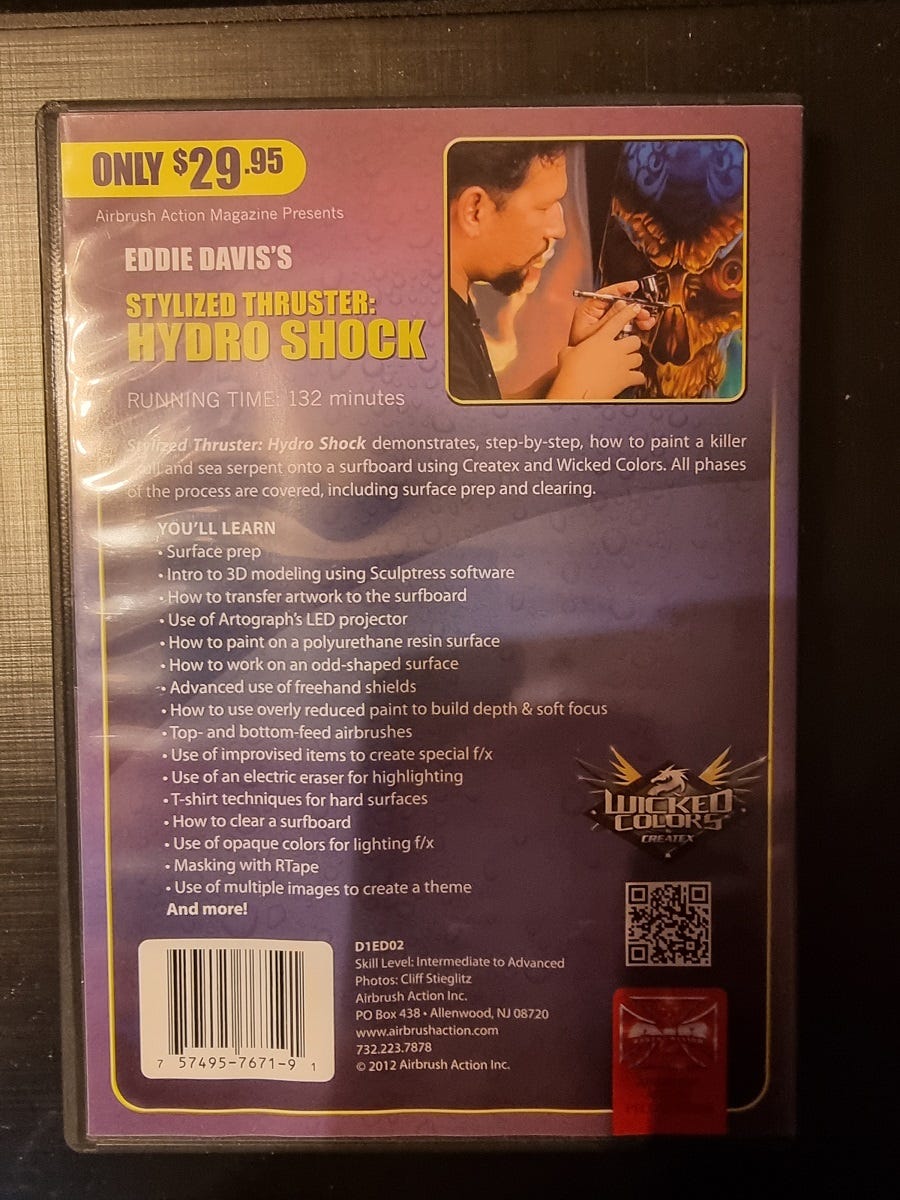 ONLY $29.95
Airbrush Action Magazine Presents
EDDIE DAVIS'S
STYLIZED THRUSTER:
HYDRO SHOCK
RUNNING TIME: 132 minutes
Stylized Thruster: Hydro Shock demonstrates, step-by-step, how to paint a killer
skull and sea serpent onto a surfboard using Createx and Wicked Colors. All phases
of the process are covered, including surface prep and clearing.
YOU'LL LEARN
• Surface prep
• Intro to 3D modeling using Sculptress software
• How to transfer artwork to the surfboard
• Use of Artograph's LED projector
• How to paint on a polyurethane resin surface
• How to work on an odd-shaped surface
• Advanced use of freehand shields
• How to use overly reduced paint to build depth & soft focus
• Top- and bottom-feed airbrushes
• Use of improvised items to create special f/x
• Use of an electric eraser for highlighting
• T-shirt techniques for hard surfaces
• How to clear a surfboard
• Use of opaque colors for lighting f/x
• Masking with RTape
• Use of multiple images to create a theme
And more!
WICKED
COLORS
CREATEX
D1ED02
Skill Level: Intermediate to Advanced
Photos: Cliff Stieglitz
Airbrush Action Inc.
PO Box 438 • Allenwood, NJ 08720
www.airbrushaction.com
732.223.7878
© 2012 Airbrush Action Inc.
7 57495-7671-9 1